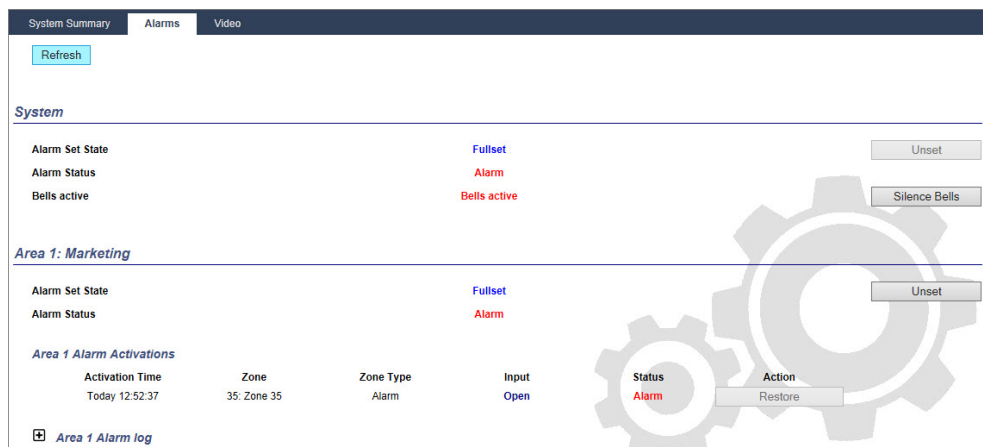 System Summary Alarms Video
Refresh
System
Alarm Set State Fullset Unset
Alarm Status Alarm
Bells active Bells active Silence Bells
Area 1: Marketing
Alarm Set State Fullset Unset
Alarm Status Alarm
Area 1 Alarm Activations
Activation Time Zone Zone Type Input Status Action
Today 12:52:37 35: Zone 35 Alarm Open Alarm Restore
Area 1 Alarm log